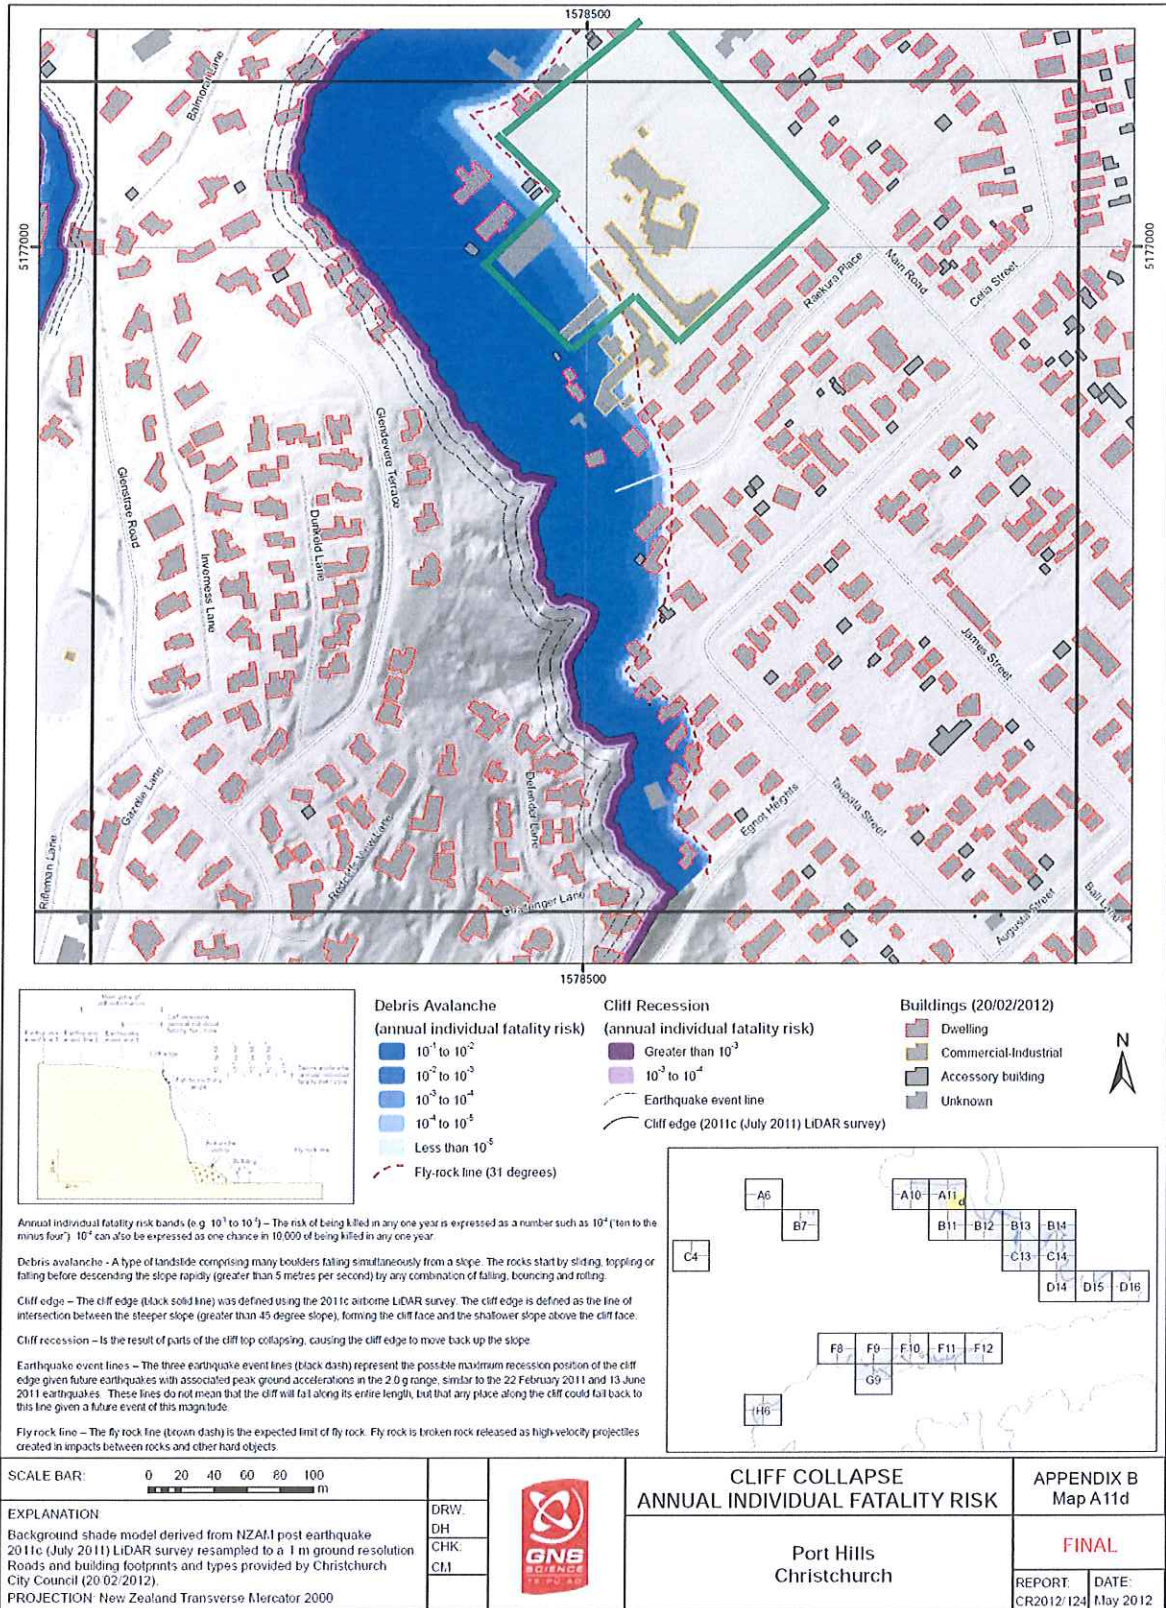 1578500
Balmoral Lane
5177000
5177000
Raekura Place
Main Road
Celia Street
Glendevere Terrace
Glenstrae Road
Dunkold Lane
Inverness Lane
James Street
Gazelle Lane
Defender Lane
Egnot Heights
Taupata Street
Rifleman Lane
Redcliffs View Lane
Challenger Lane
Augusta Street
Ball Lane
1578500
Cliff edge
Fly rock line
Debris Avalanche
(annual individual fatality risk)
10⁻¹ to 10⁻²
10⁻² to 10⁻³
10⁻³ to 10⁻⁴
10⁻⁴ to 10⁻⁵
Less than 10⁻⁵
Fly-rock line (31 degrees)
Cliff Recession
(annual individual fatality risk)
Greater than 10⁻³
10⁻³ to 10⁻⁴
Earthquake event line
Cliff edge (2011c (July 2011) LiDAR survey)
Buildings (20/02/2012)
Dwelling
Commercial-Industrial
Accessory building
Unknown
N
Annual individual fatality risk bands – The risk of being killed in any one year is expressed as a number such as 10⁻⁴ ("ten to the
minus four"). 10⁻⁴ can also be expressed as one chance in 10,000 of being killed in any one year.
Debris avalanche - A type of landslide comprising many boulders falling simultaneously from a slope. The rocks start by sliding, toppling or
falling before descending the slope rapidly (greater than 5 metres per second) by any combination of falling, bouncing and rolling.
Cliff edge – The cliff edge (black solid line) was defined using the 2011c airborne LiDAR survey. The cliff edge is defined as the line of
intersection between the steeper slope (greater than 45 degree slope), forming the cliff face and the shallower slope above the cliff face.
Cliff recession – Is the result of parts of the cliff top collapsing, causing the cliff edge to move back up the slope
Earthquake event lines – The three earthquake event lines (black dash) represent the possible maximum recession position of the cliff
edge given future earthquakes with associated peak ground accelerations in the 2.0 g range, similar to the 22 February 2011 and 13 June
2011 earthquakes. These lines do not mean that the cliff will fall along its entire length, but that any place along the cliff could fall back to
this line given a future event of this magnitude.
Fly rock line – The fly rock line (brown dash) is the expected limit of fly rock. Fly rock is broken rock released as high-velocity projectiles
created in impacts between rocks and other hard objects.
A6
A10
A11
d
B7
B11
B12
B13
B14
C4
C13
C14
D14
D15
D16
F8
F9
F10
F11
F12
G9
H6
SCALE BAR:
0 20 40 60 80 100
m
EXPLANATION:
Background shade model derived from NZAM post earthquake
2011c (July 2011) LiDAR survey resampled to a 1 m ground resolution
Roads and building footprints and types provided by Christchurch
City Council (20/02/2012).
PROJECTION: New Zealand Transverse Mercator 2000
DRW:
DH
CHK:
CM
GNS
SCIENCE
TE PŪ AO
CLIFF COLLAPSE
ANNUAL INDIVIDUAL FATALITY RISK
Port Hills
Christchurch
APPENDIX B
Map A11d
FINAL
REPORT:
CR2012/124
DATE:
May 2012